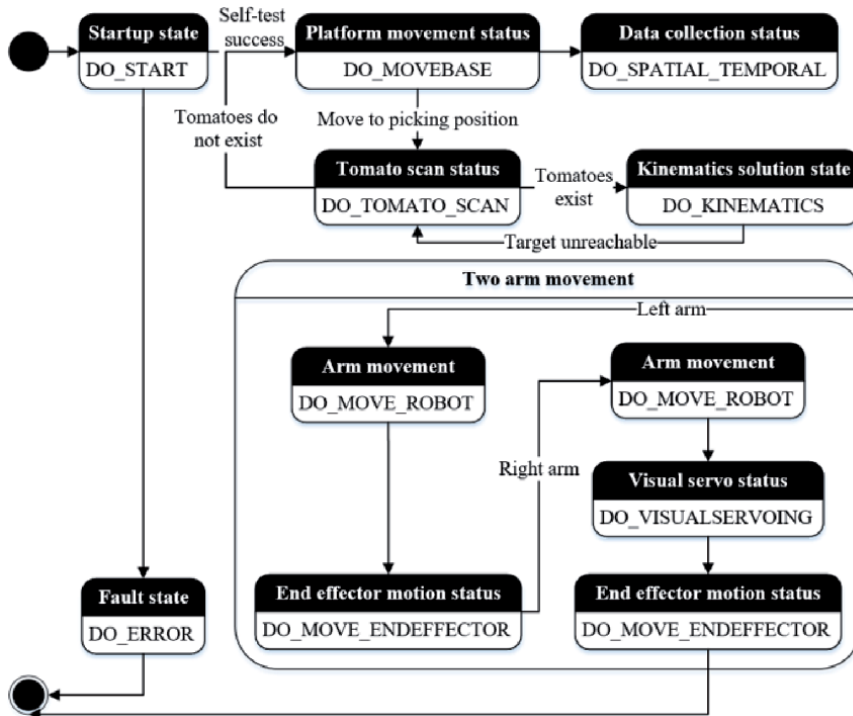 Startup state
DO_START
Self-test
success
Platform movement status
DO_MOVEBASE
Data collection status
DO_SPATIAL_TEMPORAL
Tomatoes do
not exist
Move to picking position
Tomato scan status
DO_TOMATO_SCAN
Tomatoes
exist
Kinematics solution state
DO_KINEMATICS
Target unreachable
Two arm movement
Left arm
Arm movement
DO_MOVE_ROBOT
Arm movement
DO_MOVE_ROBOT
Right arm
Visual servo status
DO_VISUALSERVOING
Fault state
DO_ERROR
End effector motion status
DO_MOVE_ENDEFFECTOR
End effector motion status
DO_MOVE_ENDEFFECTOR